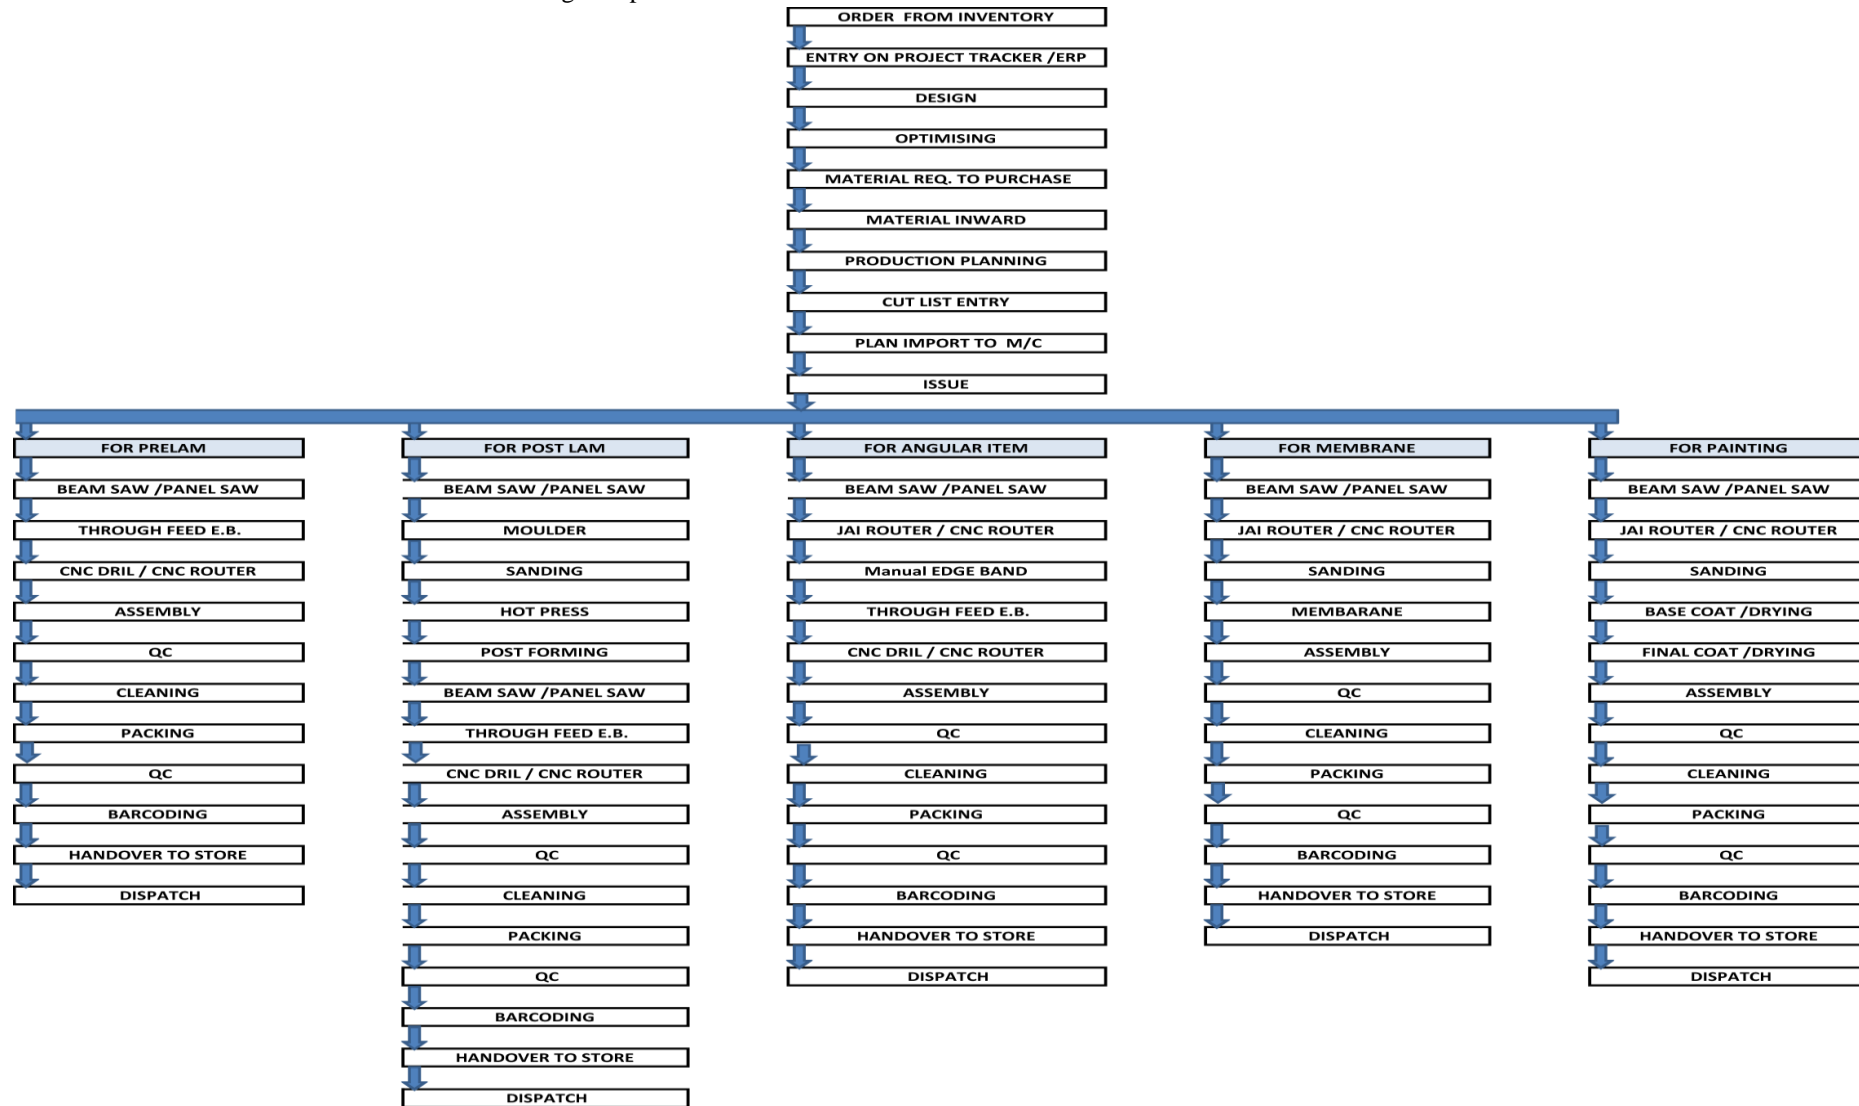 ORDER FROM INVENTORY
ENTRY ON PROJECT TRACKER /ERP
DESIGN
OPTIMISING
MATERIAL REQ. TO PURCHASE
MATERIAL INWARD
PRODUCTION PLANNING
CUT LIST ENTRY
PLAN IMPORT TO M/C
ISSUE
FOR PRELAM
BEAM SAW /PANEL SAW
THROUGH FEED E.B.
CNC DRIL / CNC ROUTER
ASSEMBLY
QC
CLEANING
PACKING
QC
BARCODING
HANDOVER TO STORE
DISPATCH
FOR POST LAM
BEAM SAW /PANEL SAW
MOULDER
SANDING
HOT PRESS
POST FORMING
BEAM SAW /PANEL SAW
THROUGH FEED E.B.
CNC DRIL / CNC ROUTER
ASSEMBLY
QC
CLEANING
PACKING
QC
BARCODING
HANDOVER TO STORE
DISPATCH
FOR ANGULAR ITEM
BEAM SAW /PANEL SAW
JAI ROUTER / CNC ROUTER
Manual EDGE BAND
THROUGH FEED E.B.
CNC DRIL / CNC ROUTER
ASSEMBLY
QC
CLEANING
PACKING
QC
BARCODING
HANDOVER TO STORE
DISPATCH
FOR MEMBRANE
BEAM SAW /PANEL SAW
JAI ROUTER / CNC ROUTER
SANDING
MEMBARANE
ASSEMBLY
QC
CLEANING
PACKING
QC
BARCODING
HANDOVER TO STORE
DISPATCH
FOR PAINTING
BEAM SAW /PANEL SAW
JAI ROUTER / CNC ROUTER
SANDING
BASE COAT /DRYING
FINAL COAT /DRYING
ASSEMBLY
QC
CLEANING
PACKING
QC
BARCODING
HANDOVER TO STORE
DISPATCH